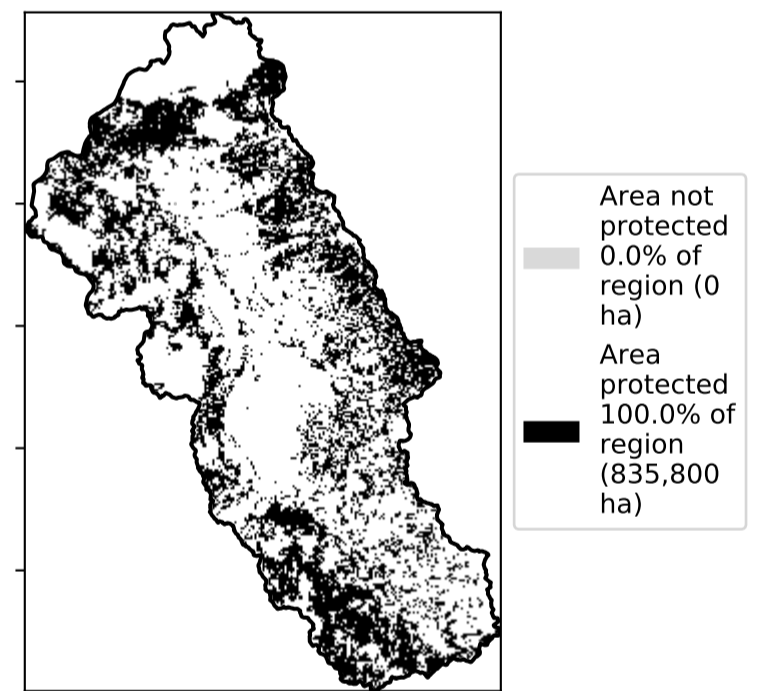 Area not
protected
0.0% of
region (0
ha)
Area
protected
100.0% of
region
(835,800
ha)